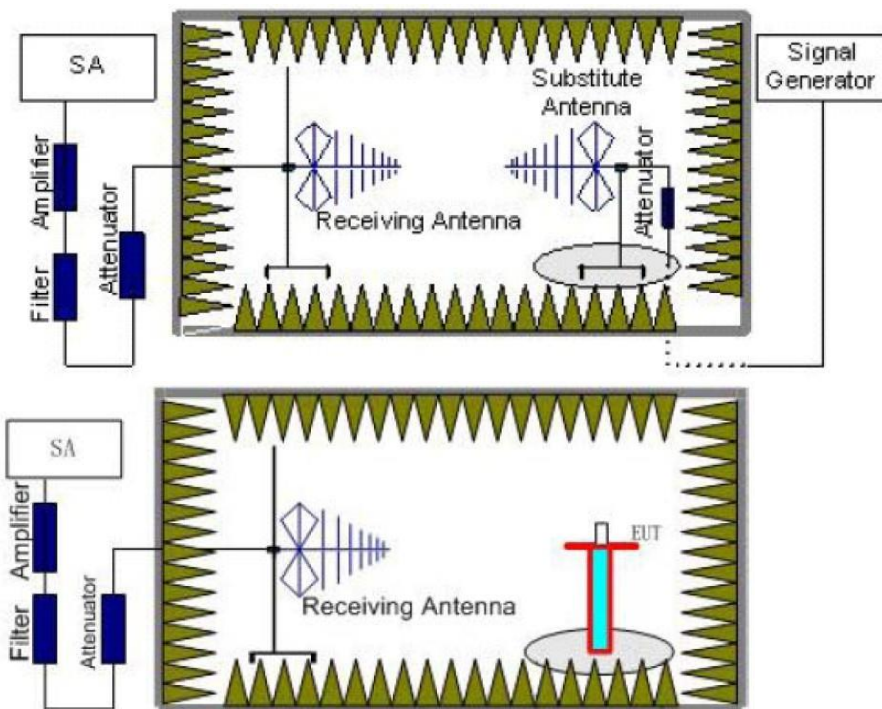 SA
Signal
Generator
Substitute
Antenna
Amplifier
Filter
Attenuator
Receiving Antenna
Attenuator
SA
Amplifier
Filter
Attenuator
Receiving Antenna
EUT